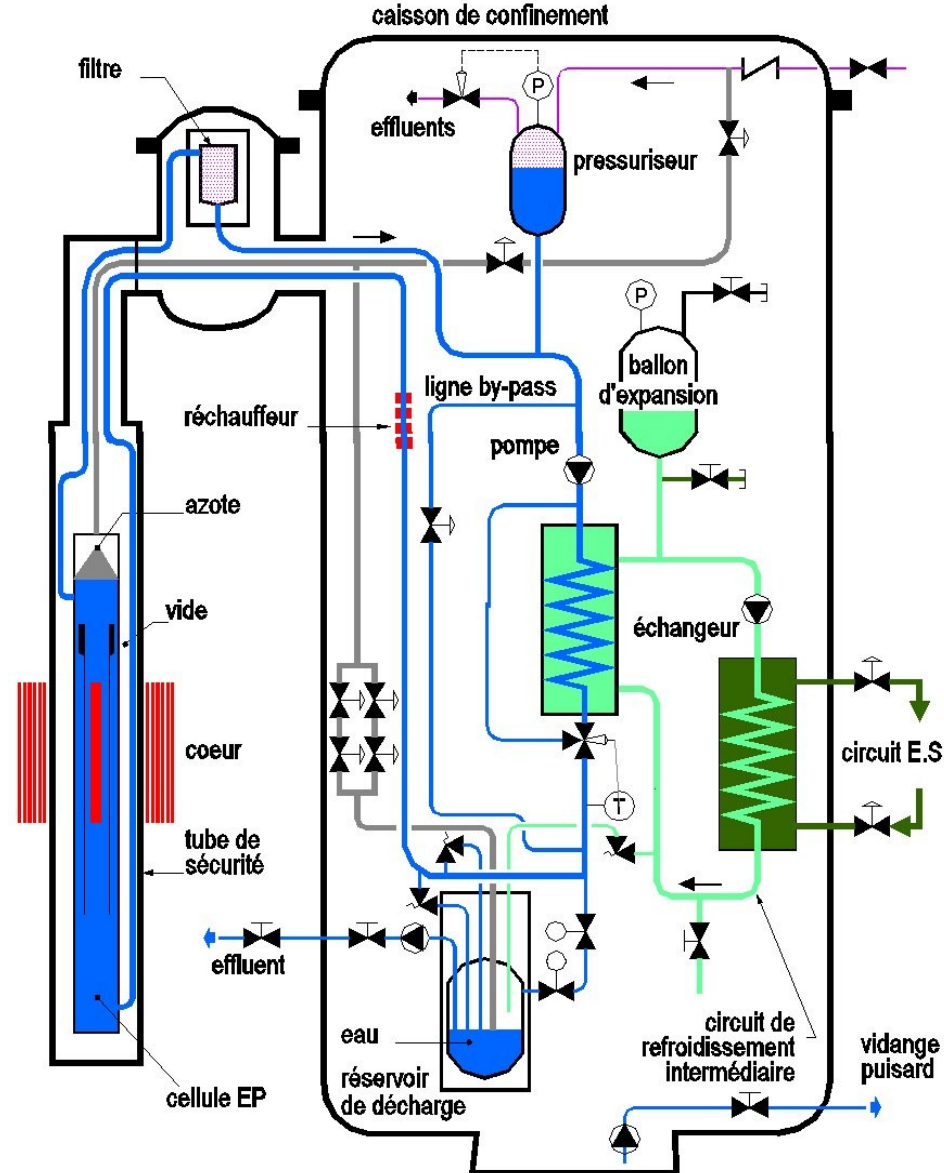 caisson de confinement
filtre
P
effluents
pressuriseur
P
ballon
d'expansion
ligne by-pass
réchauffeur
pompe
azote
vide
échangeur
coeur
circuit E.S
T
tube de
sécurité
effluent
eau
circuit de
refroidissement
intermédiaire
vidange
puisard
réservoir
de décharge
cellule EP